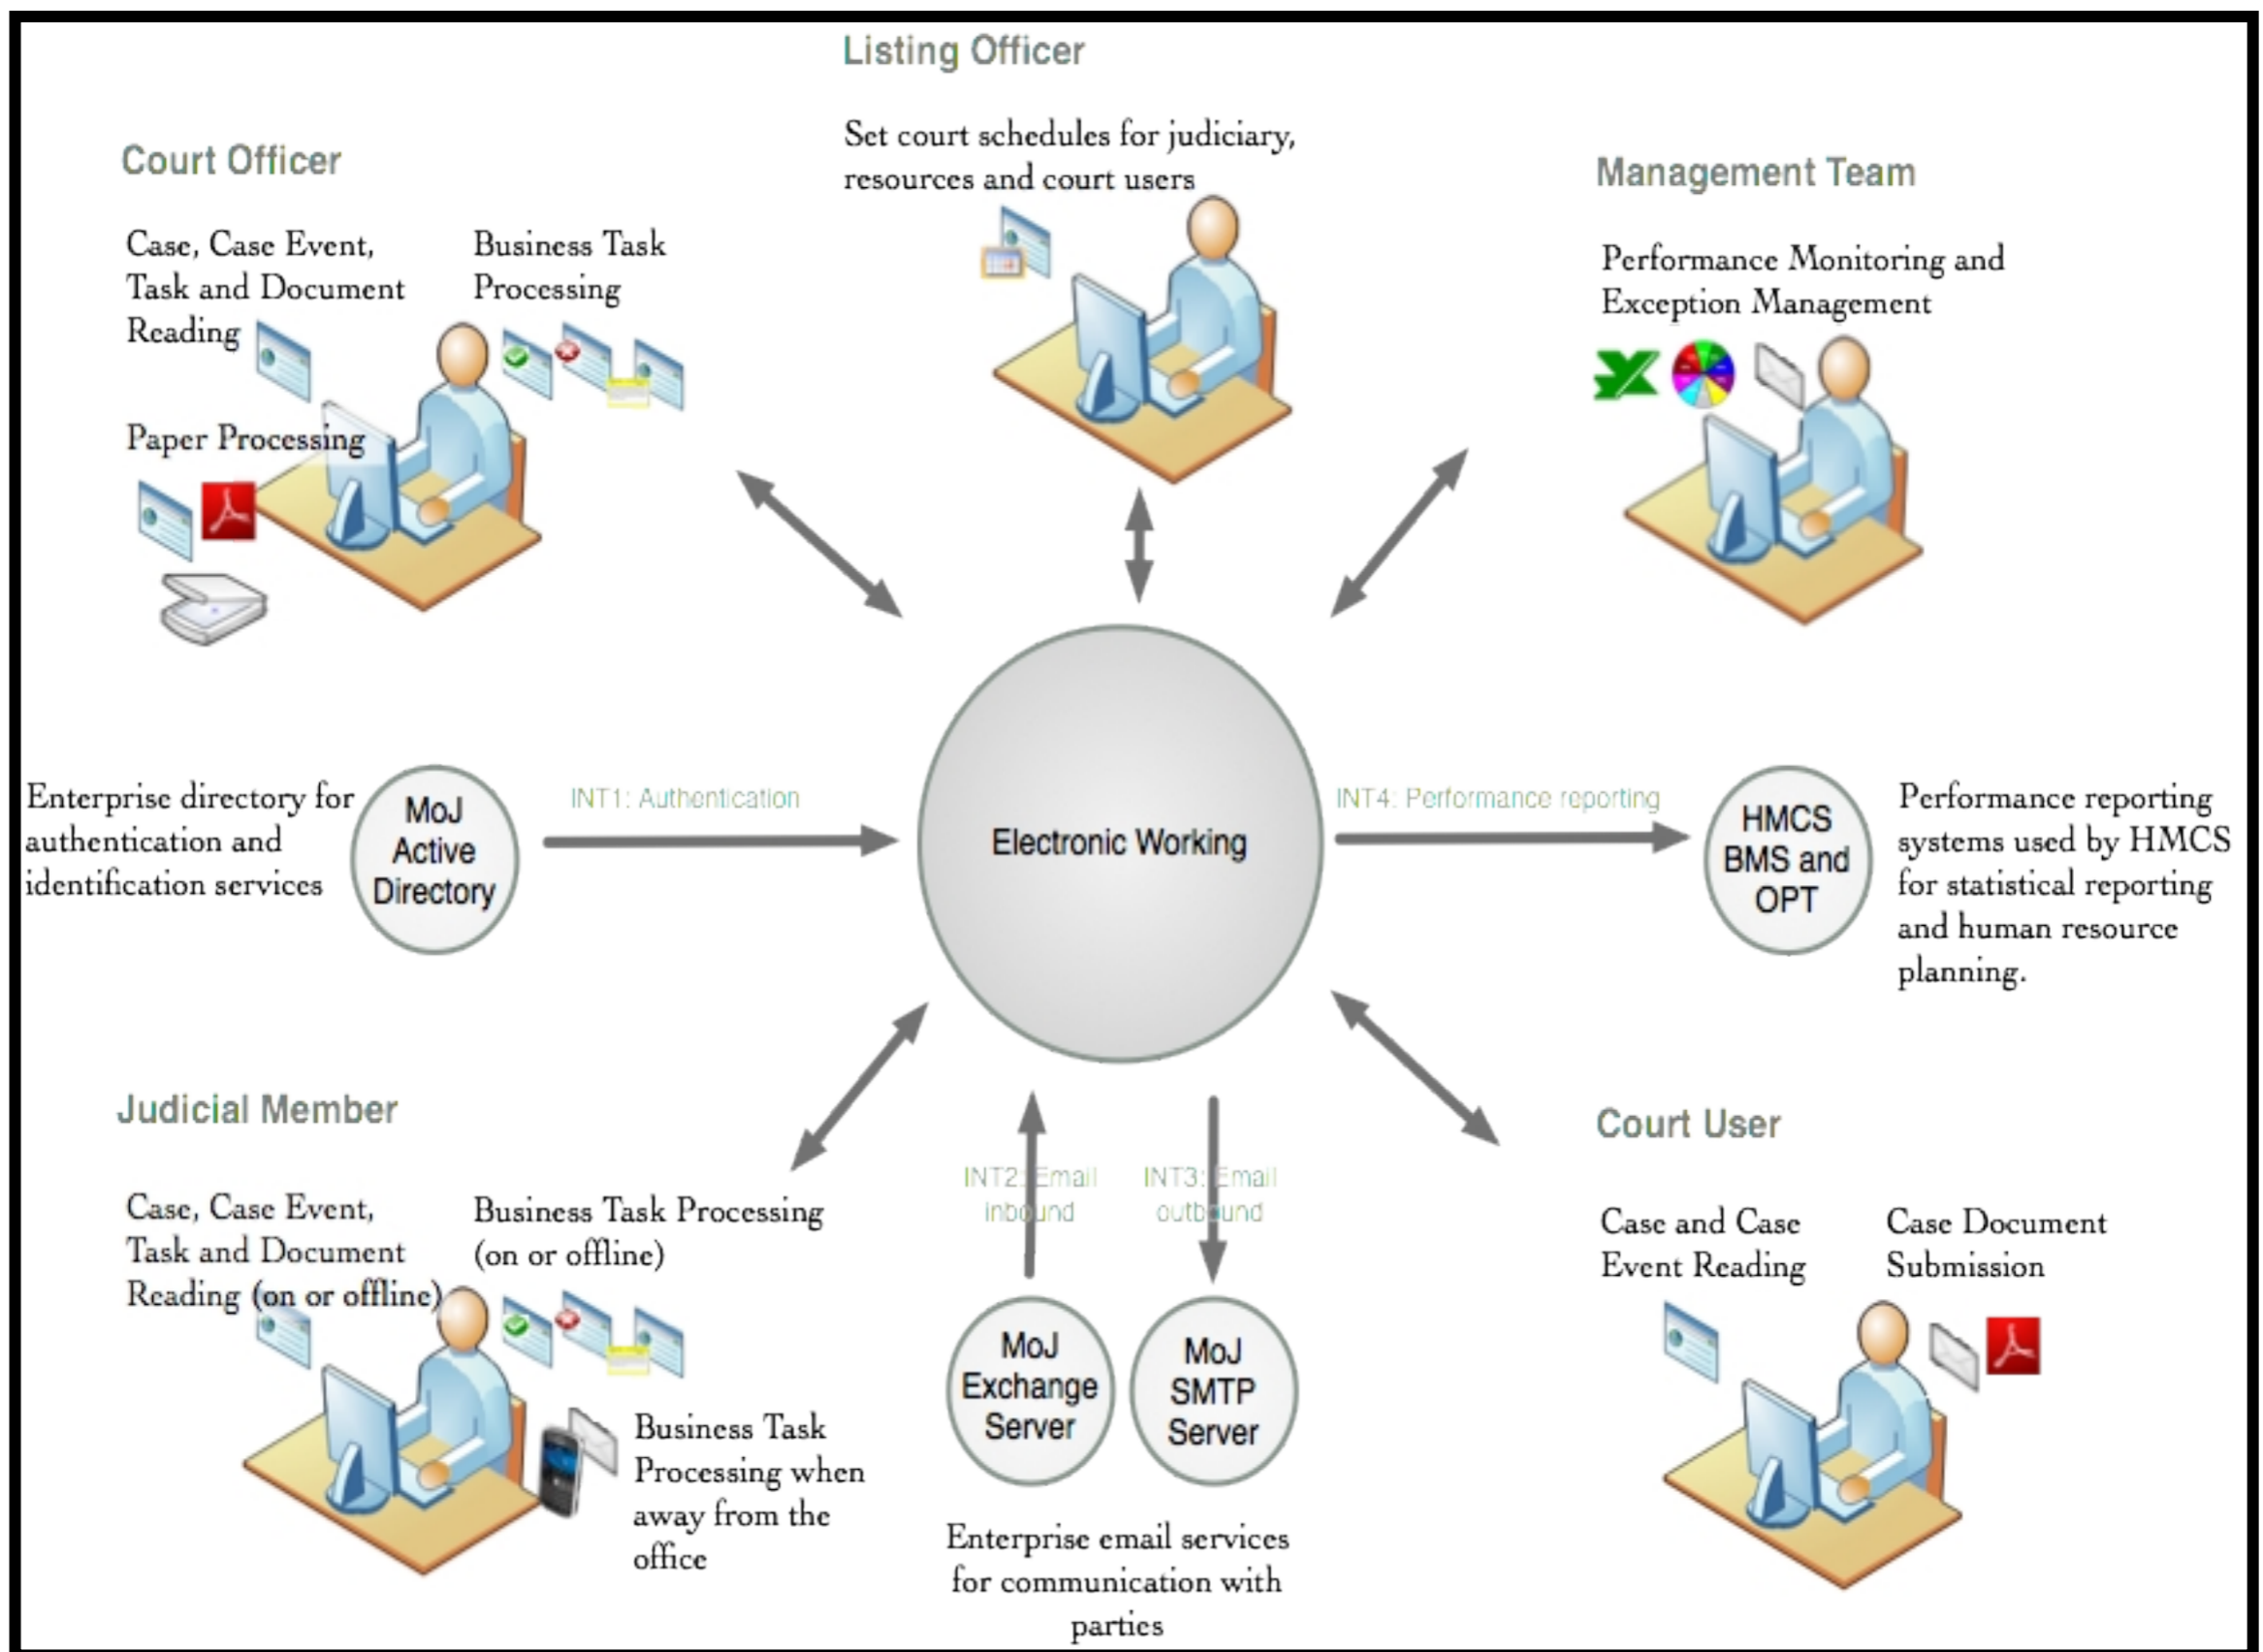 Listing Officer
Set court schedules for judiciary,
resources and court users
Court Officer
Case, Case Event,
Task and Document
Reading
Business Task
Processing
Paper Processing
Management Team
Performance Monitoring and
Exception Management
Enterprise directory for
authentication and
identification services
MoJ
Active
Directory
INT1: Authentication
Electronic Working
INT4: Performance reporting
HMCS
BMS and
OPT
Performance reporting
systems used by HMCS
for statistical reporting
and human resource
planning.
Judicial Member
Case, Case Event,
Task and Document
Reading (on or offline)
Business Task Processing
(on or offline)
Business Task
Processing when
away from the
office
INT2: Email
inbound
INT3: Email
outbound
MoJ
Exchange
Server
MoJ
SMTP
Server
Enterprise email services
for communication with
parties
Court User
Case and Case
Event Reading
Case Document
Submission